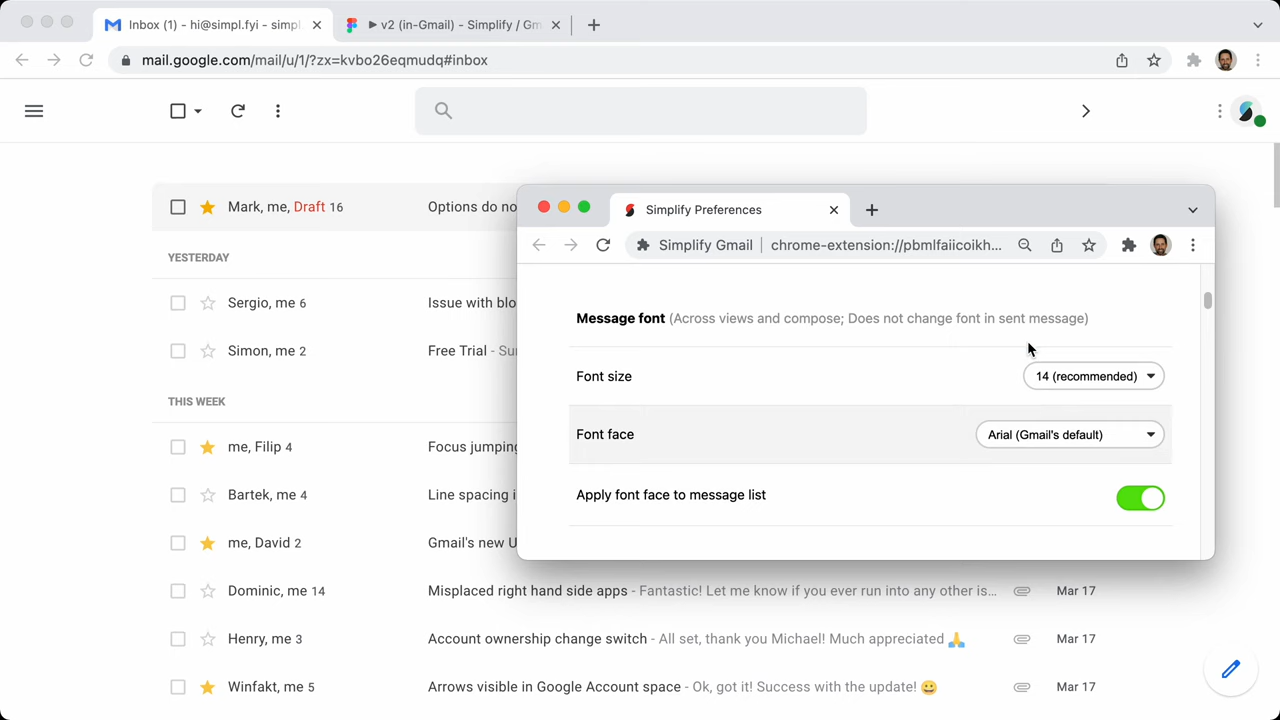 Inbox (1) - hi@simpl.fyi - simpl
v2 (in-Gmail) - Simplify / Gm
mail.google.com/mail/u/1/?zx=kvbo26eqmudq#inbox
Mark, me, Draft 16 Options do no
YESTERDAY
Sergio, me 6 Issue with blo
Simon, me 2 Free Trial - Su
THIS WEEK
me, Filip 4 Focus jumping
Bartek, me 4 Line spacing i
me, David 2 Gmail's new U
Dominic, me 14 Misplaced right hand side apps - Fantastic! Let me know if you ever run into any other is... Mar 17
Henry, me 3 Account ownership change switch - All set, thank you Michael! Much appreciated 🙏 Mar 17
Winfakt, me 5 Arrows visible in Google Account space - Ok, got it! Success with the update! 😀 Mar 17
Simplify Preferences
Simplify Gmail chrome-extension://pbmlfaiicoikh...
Message font (Across views and compose; Does not change font in sent message)
Font size 14 (recommended)
Font face Arial (Gmail's default)
Apply font face to message list